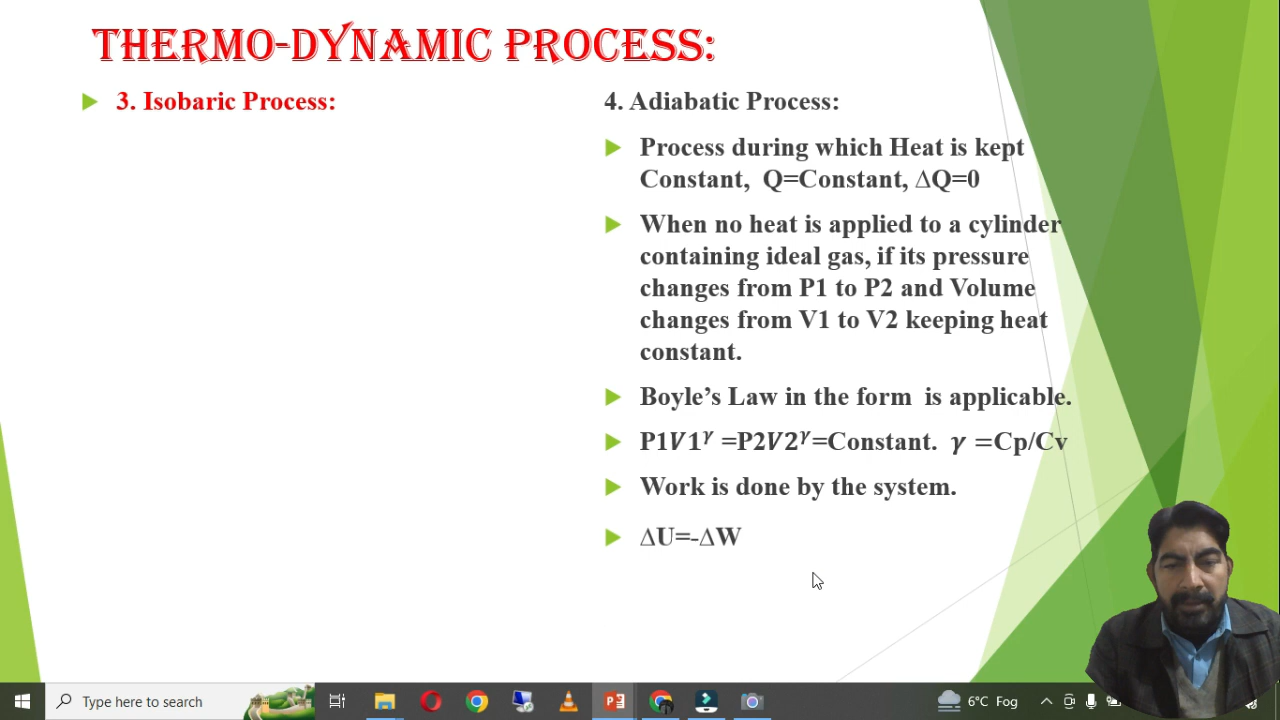 THERMO-DYNAMIC PROCESS:
3. Isobaric Process:
4. Adiabatic Process:
Process during which Heat is kept
Constant,  Q=Constant, ∆Q=0
When no heat is applied to a cylinder
containing ideal gas, if its pressure
changes from P1 to P2 and Volume
changes from V1 to V2 keeping heat
constant.
Boyle’s Law in the form  is applicable.
P1𝑽𝟏^𝜸 =P2𝑽𝟐^𝜸=Constant.  𝜸 =Cp/Cv
Work is done by the system.
∆U=-∆W
Type here to search
6°C Fog